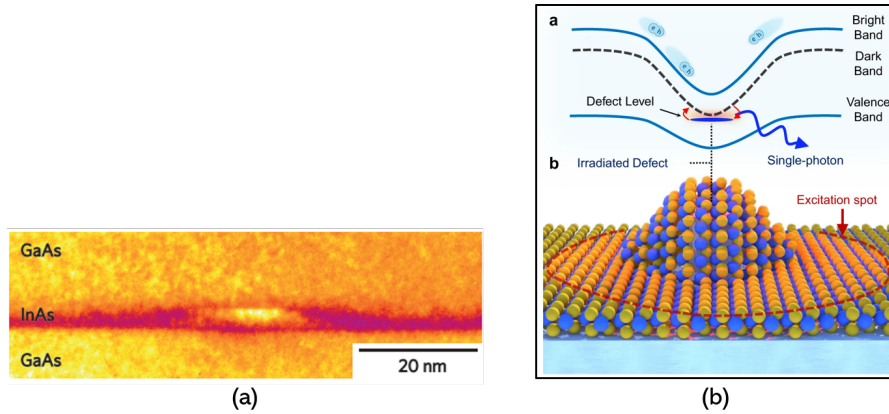 GaAs
InAs
GaAs
20 nm
(a)
a
Bright
Band
Dark
Band
Defect Level
Valence
Band
e h
e h
e h
Single-photon
b
Irradiated Defect
Excitation spot
(b)